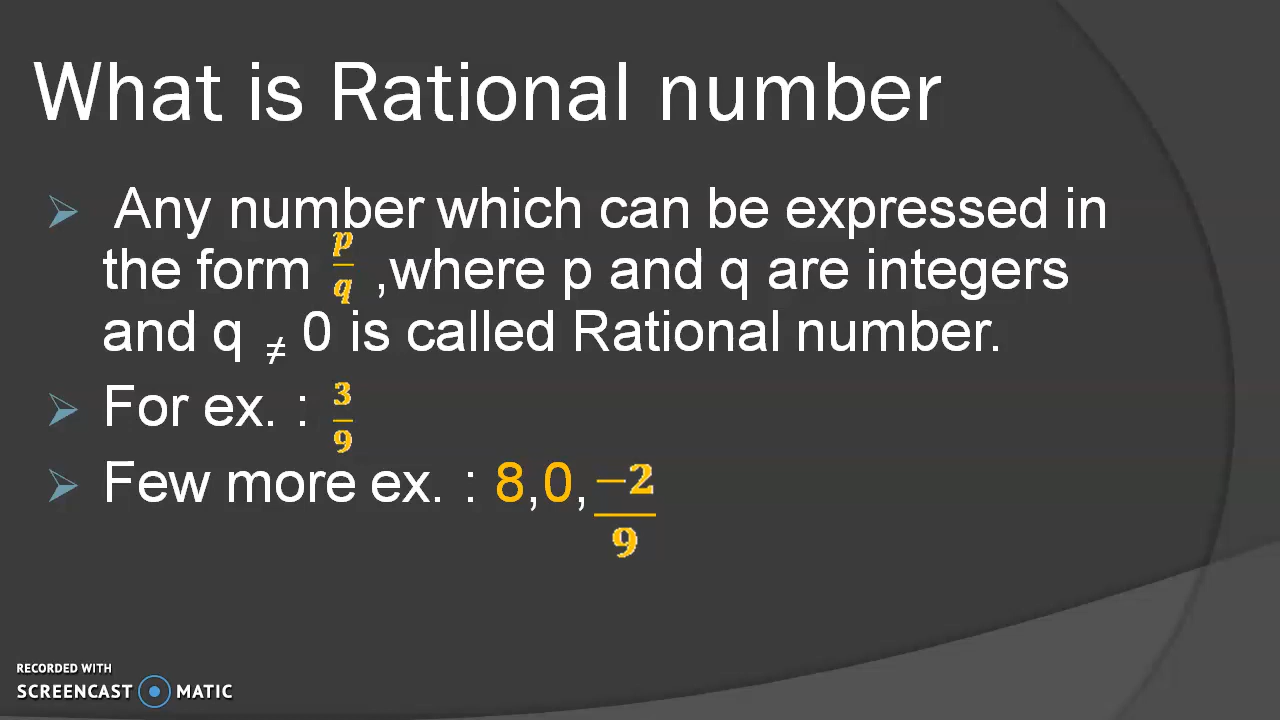 What is Rational number
Any number which can be expressed in
the form p/q ,where p and q are integers
and q ≠ 0 is called Rational number.
For ex. : 3/9
Few more ex. : 8,0, −2/9
RECORDED WITH
SCREENCAST MATIC